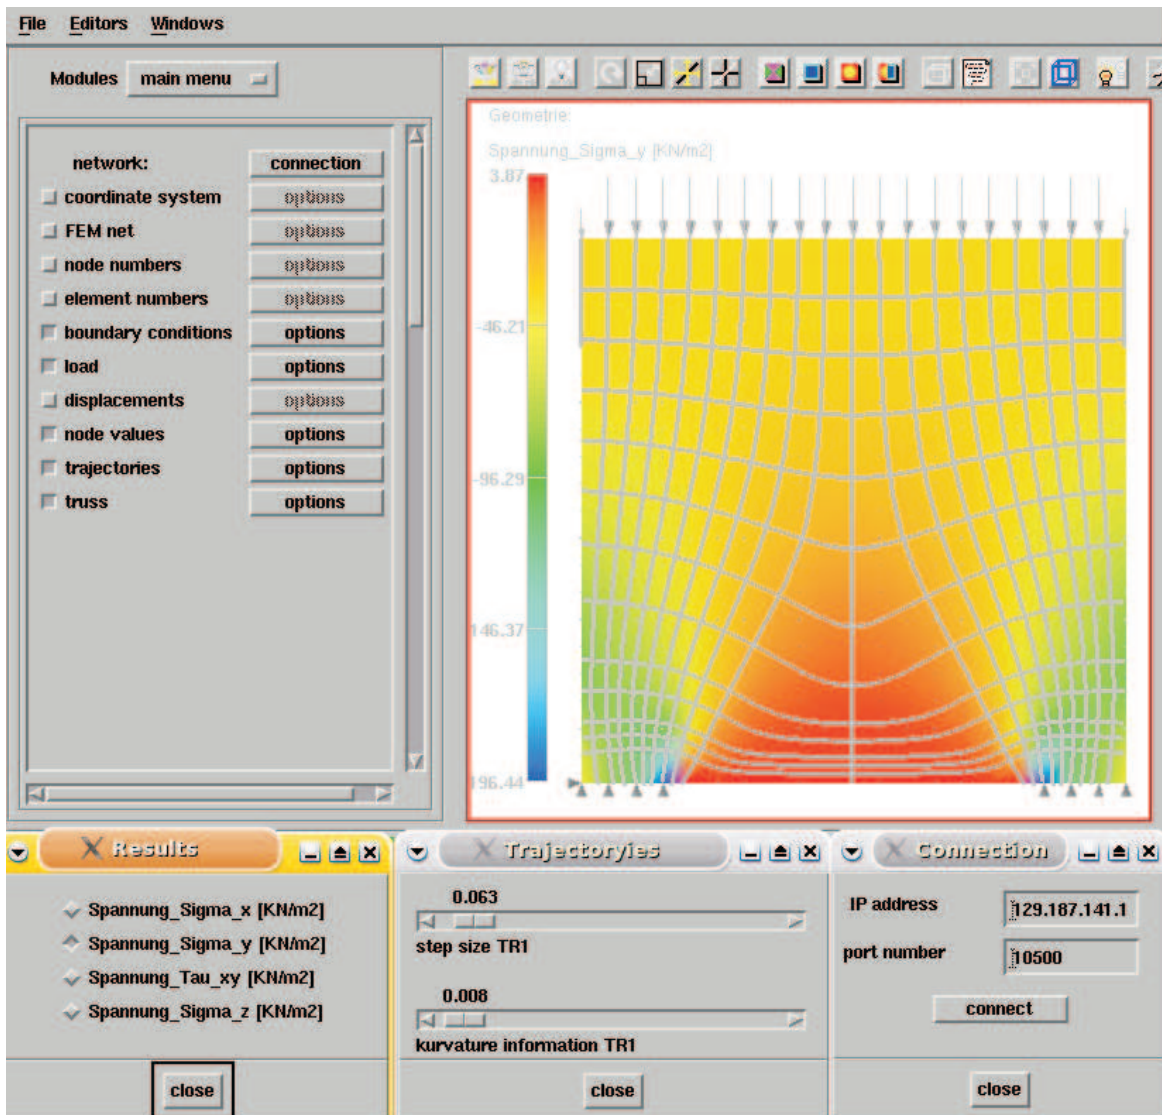 File Editors Windows
Modules main menu
network: connection
coordinate system options
FEM net options
node numbers options
element numbers options
boundary conditions options
load options
displacements options
node values options
trajectories options
truss options
Geometrie:
Spannung_Sigma_y [KN/m2]
3.87
-46.21
-96.29
146.37
196.44
Results
Spannung_Sigma_x [KN/m2]
Spannung_Sigma_y [KN/m2]
Spannung_Tau_xy [KN/m2]
Spannung_Sigma_z [KN/m2]
close
Trajectoryies
0.063
step size TR1
0.008
kurvature information TR1
close
Connection
IP address 129.187.141.1
port number 10500
connect
close